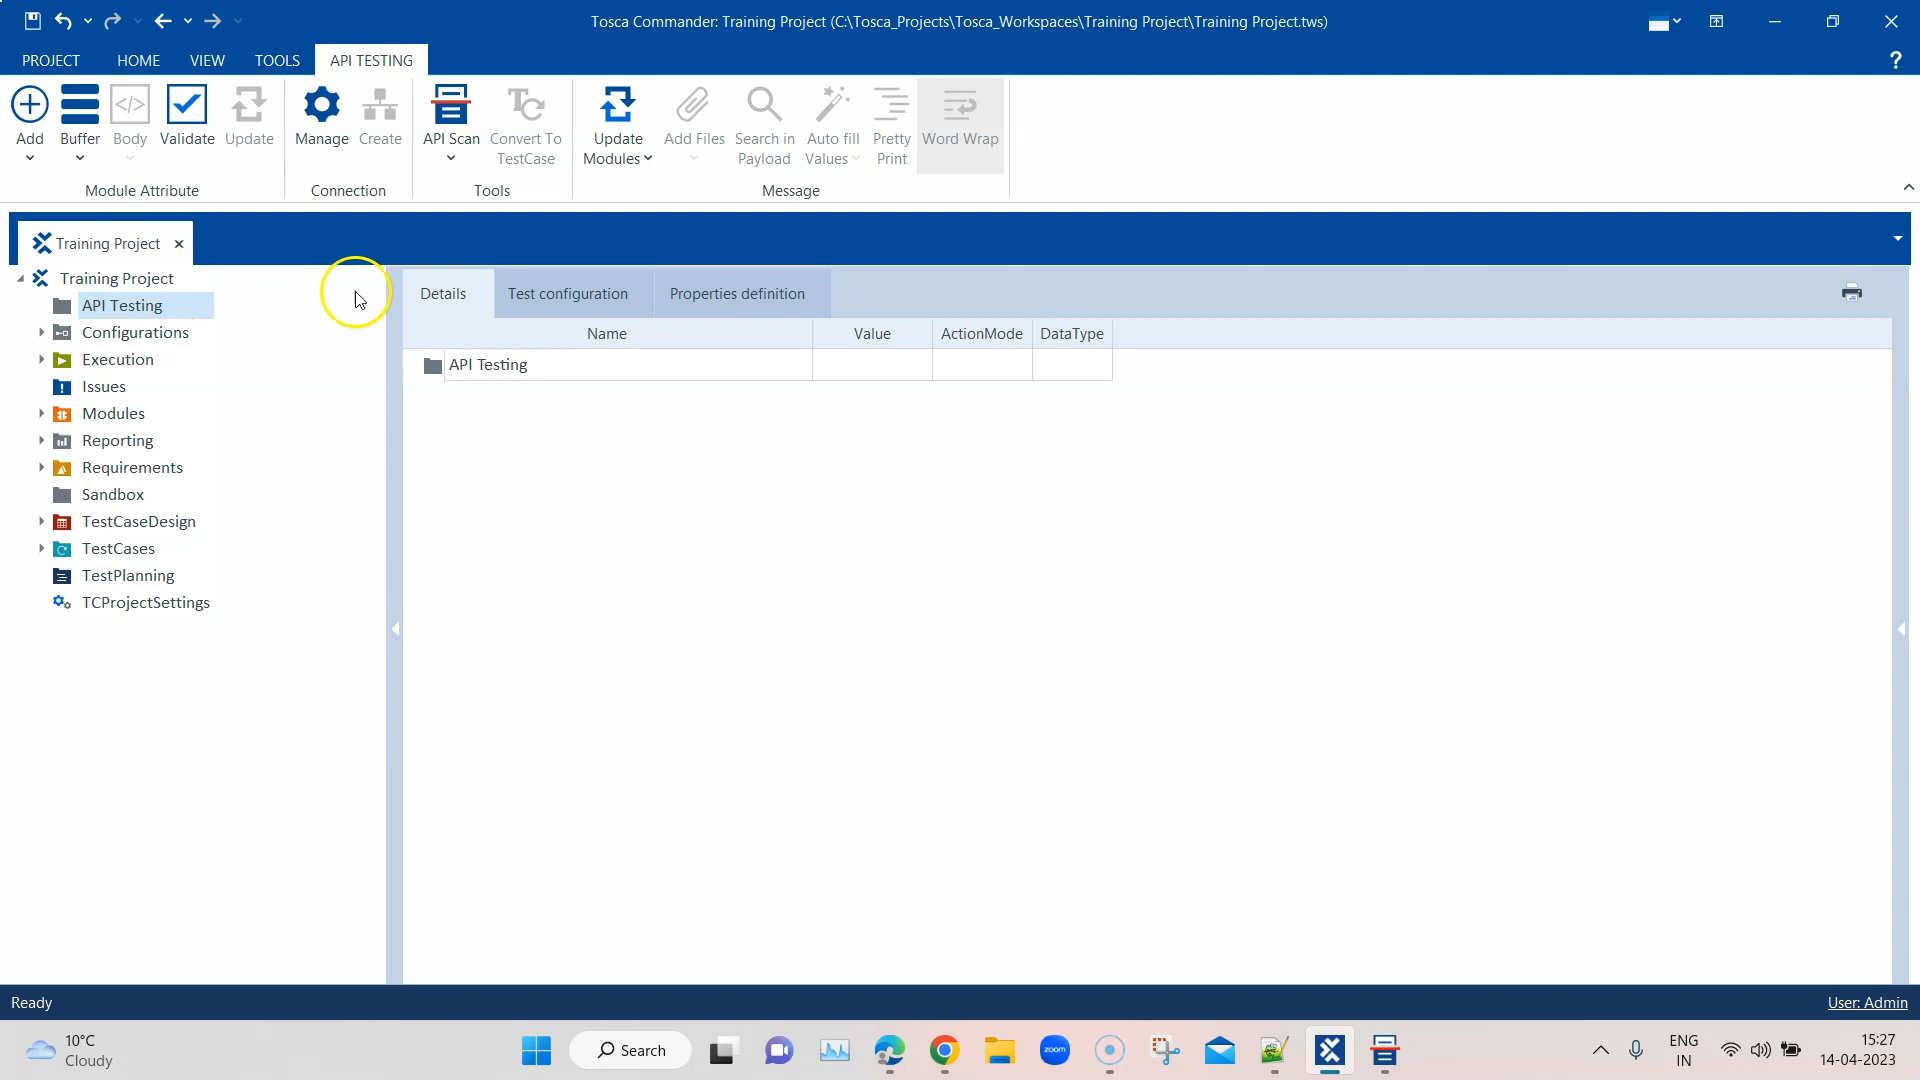 Tosca Commander: Training Project (C:\Tosca_Projects\Tosca_Workspaces\Training Project\Training Project.tws)
PROJECT HOME VIEW TOOLS API TESTING
?
Add Buffer Body Validate Update Manage Create API Scan Convert To TestCase Update Modules Add Files Search in Payload Auto fill Values Pretty Print Word Wrap
Module Attribute Connection Tools Message
Training Project
Training Project
API Testing
Configurations
Execution
Issues
Modules
Reporting
Requirements
Sandbox
TestCaseDesign
TestCases
TestPlanning
TCProjectSettings
Details Test configuration Properties definition
Name Value ActionMode DataType
API Testing
Ready User: Admin
10°C
Cloudy
Search
zoom
ENG
IN
15:27
14-04-2023